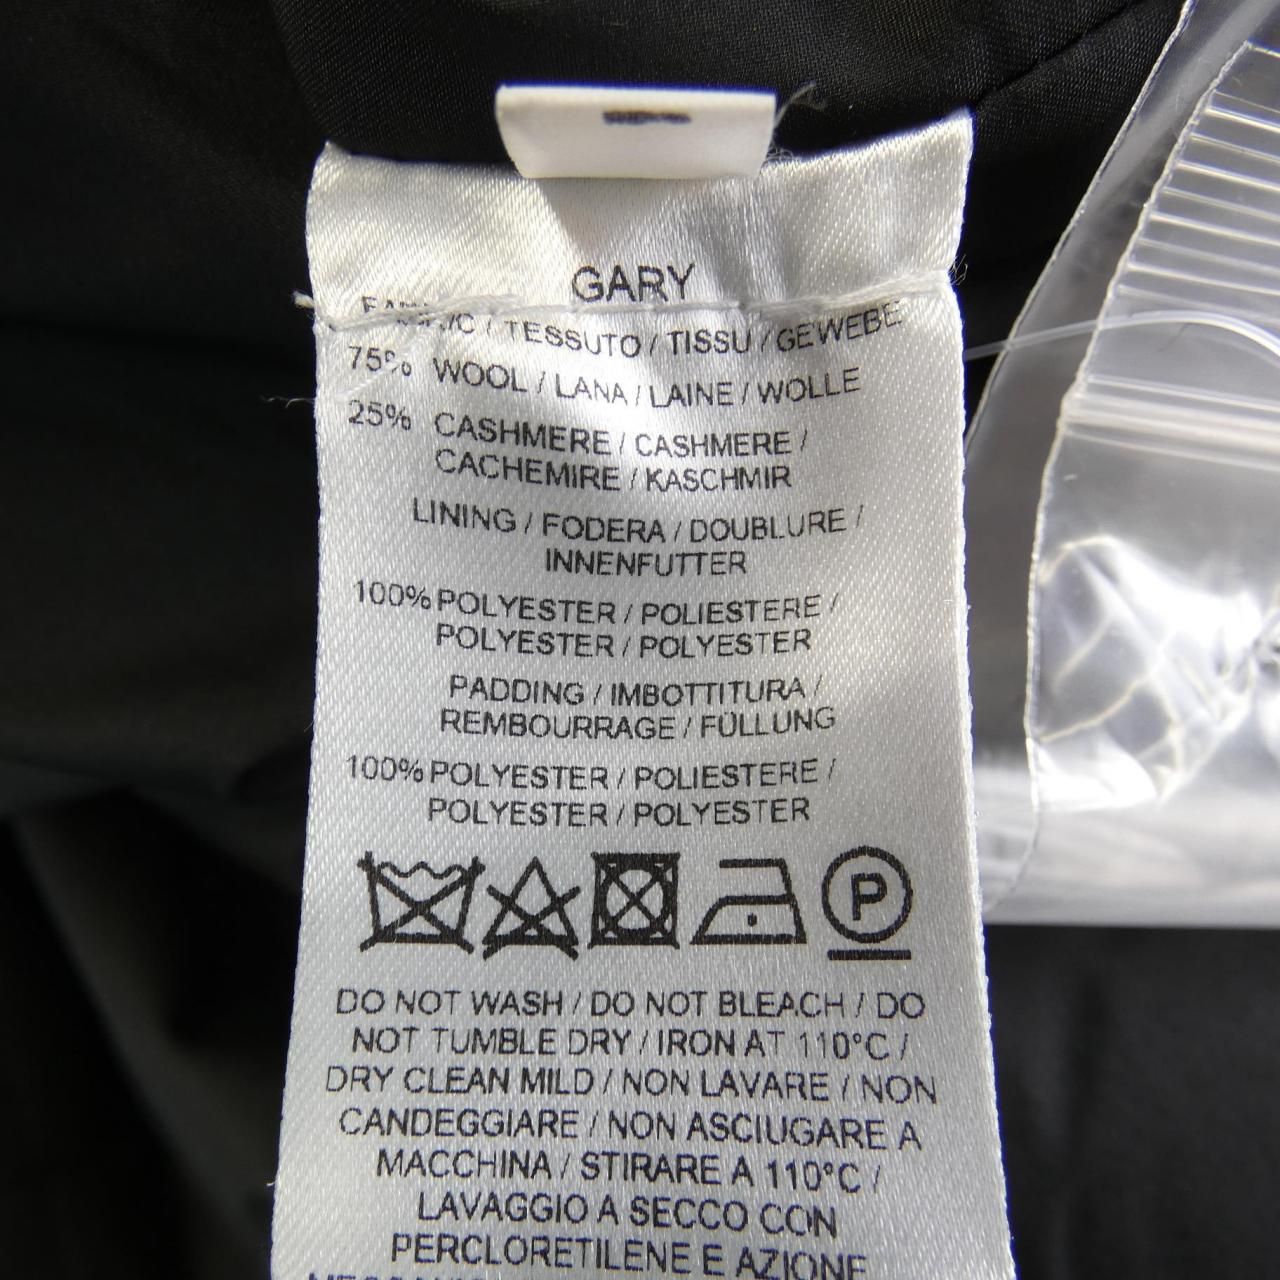 GARY
FABRIC / TESSUTO / TISSU / GEWEBE
75% WOOL / LANA / LAINE / WOLLE
25% CASHMERE / CASHMERE /
CACHEMIRE / KASCHMIR
LINING / FODERA / DOUBLURE /
INNENFUTTER
100% POLYESTER / POLIESTERE /
POLYESTER / POLYESTER
PADDING / IMBOTTITURA /
REMBOURRAGE / FÜLLUNG
100% POLYESTER / POLIESTERE /
POLYESTER / POLYESTER
P
DO NOT WASH / DO NOT BLEACH / DO
NOT TUMBLE DRY / IRON AT 110°C /
DRY CLEAN MILD / NON LAVARE / NON
CANDEGGIARE / NON ASCIUGARE A
MACCHINA / STIRARE A 110°C /
LAVAGGIO A SECCO CON
PERCLORETILENE E AZIONE